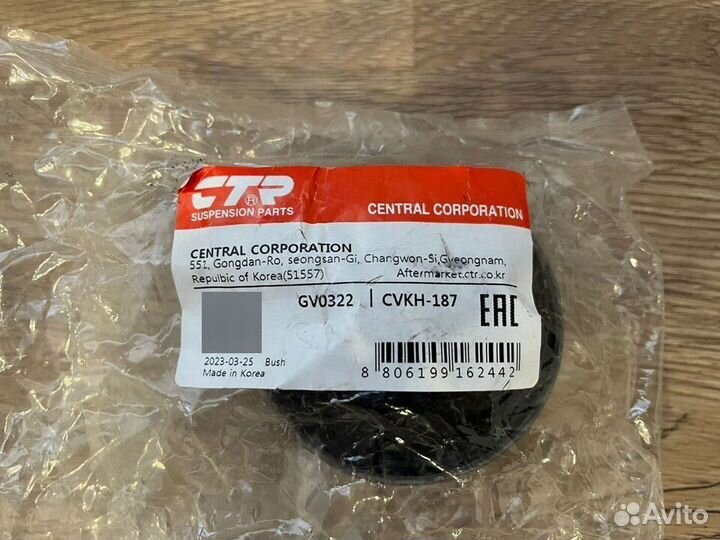 CTR®
SUSPENSION PARTS
CENTRAL CORPORATION
CENTRAL CORPORATION
551, Gongdan-Ro, seongsan-Gi, Changwon-Si,Gyeongnam,
Repulbic of Korea(51557) Aftermarket.ctr.co.kr
GV0322 | CVKH-187 EAC
2023-03-25 Bush
Made in Korea
8 806199 162442
Avito